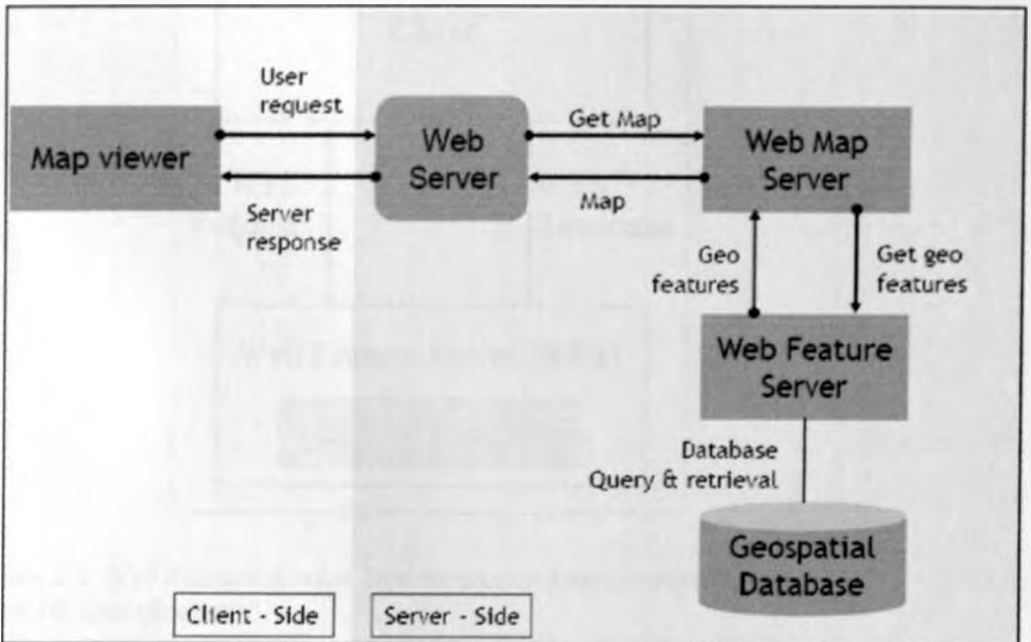 User
request
Map viewer
Web
Server
Get Map
Web Map
Server
Server
response
Map
Geo
features
Get geo
features
Web Feature
Server
Database
Query & retrieval
Geospatial
Database
Client - Side
Server - Side